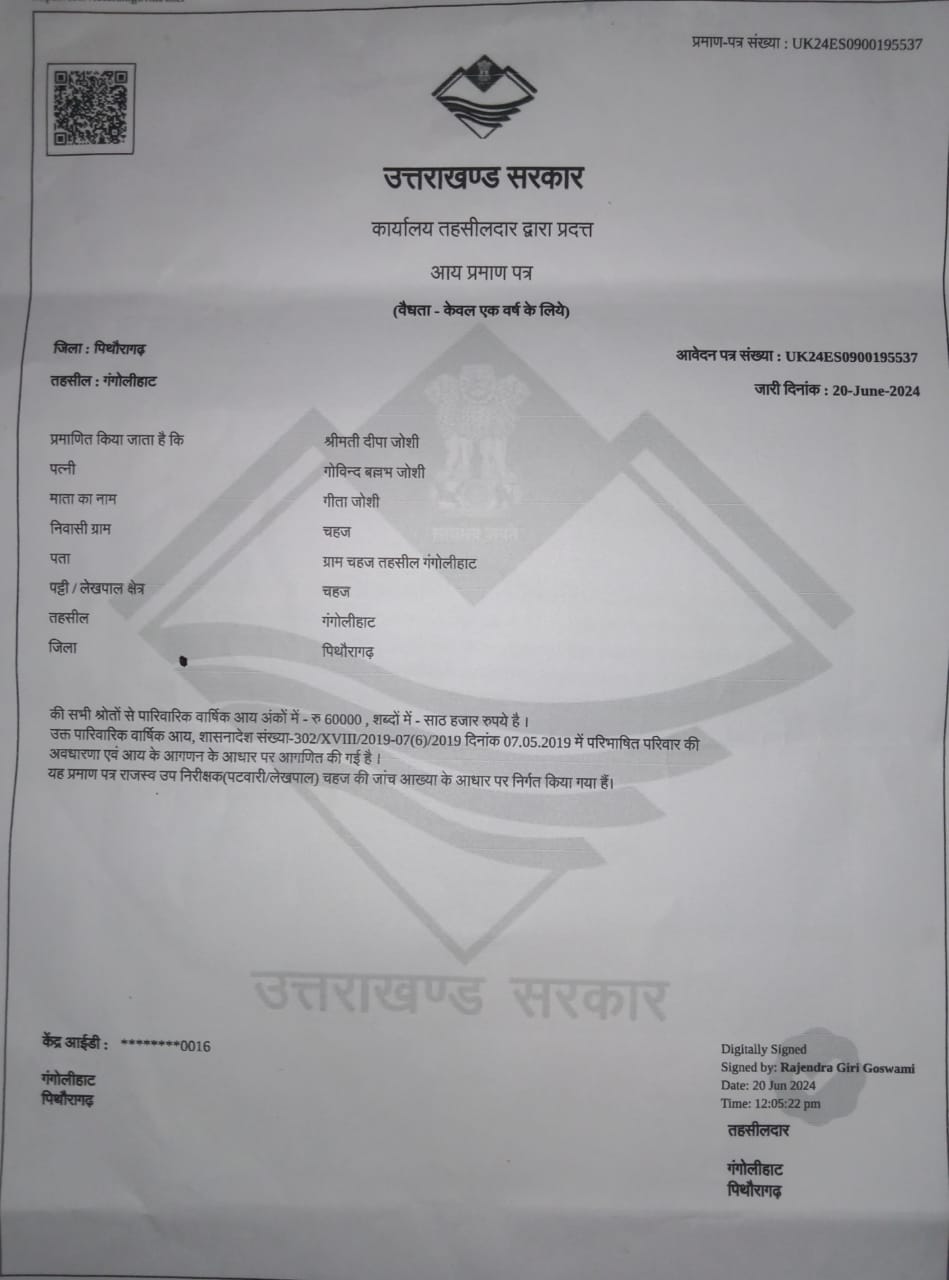 प्रमाण-पत्र संख्या : UK24ES0900195537
उत्तराखण्ड सरकार
कार्यालय तहसीलदार द्वारा प्रदत्त
आय प्रमाण पत्र
(वैधता - केवल एक वर्ष के लिये)
जिला : पिथौरागढ़
आवेदन पत्र संख्या : UK24ES0900195537
तहसील : गंगोलीहाट
जारी दिनांक : 20-June-2024
प्रमाणित किया जाता है कि श्रीमती दीपा जोशी
पत्नी गोविन्द बल्लभ जोशी
माता का नाम गीता जोशी
निवासी ग्राम चहज
पता ग्राम चहज तहसील गंगोलीहाट
पट्टी / लेखपाल क्षेत्र चहज
तहसील गंगोलीहाट
जिला पिथौरागढ़
की सभी श्रोतों से पारिवारिक वार्षिक आय अंकों में - रु 60000 , शब्दों में - साठ हजार रुपये है ।
उक्त पारिवारिक वार्षिक आय, शासनादेश संख्या-302/XVIII/2019-07(6)/2019 दिनांक 07.05.2019 में परिभाषित परिवार की
अवधारणा एवं आय के आगणन के आधार पर आगणित की गई है ।
यह प्रमाण पत्र राजस्व उप निरीक्षक(पटवारी/लेखपाल) चहज की जांच आख्या के आधार पर निर्गत किया गया हैं।
उत्तराखण्ड सरकार
केंद्र आईडी : ********0016
गंगोलीहाट
पिथौरागढ़
Digitally Signed
Signed by: Rajendra Giri Goswami
Date: 20 Jun 2024
Time: 12:05:22 pm
तहसीलदार
गंगोलीहाट
पिथौरागढ़